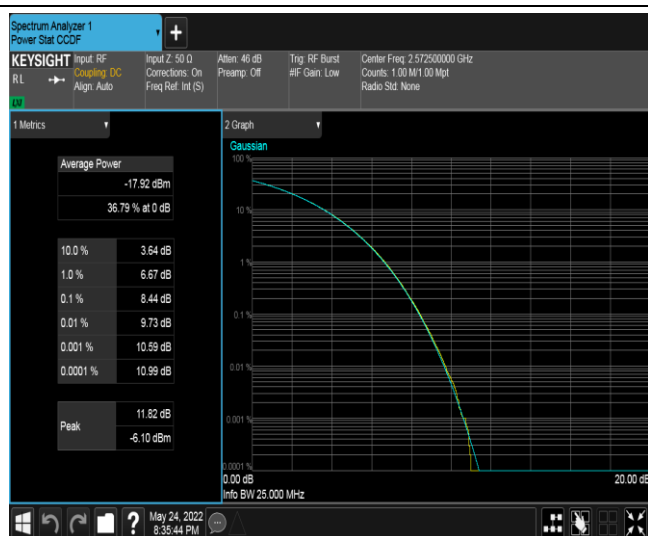 Spectrum Analyzer 1
Power Stat CCDF
+
KEYSIGHT
RL
LXI
Input: RF
Coupling: DC
Align: Auto
Input Z: 50 Ω
Corrections: On
Freq Ref: Int (S)
Atten: 46 dB
Preamp: Off
Trig: RF Burst
#IF Gain: Low
Center Freq: 2.572500000 GHz
Counts: 1.00 M/1.00 Mpt
Radio Std: None
1 Metrics
Average Power
-17.92 dBm
36.79 % at 0 dB
10.0 % 3.64 dB
1.0 % 6.67 dB
0.1 % 8.44 dB
0.01 % 9.73 dB
0.001 % 10.59 dB
0.0001 % 10.99 dB
Peak
11.82 dB
-6.10 dBm
2 Graph
Gaussian
100 %
10 %
1 %
0.1 %
0.01 %
0.001 %
0.0001 %
0.00 dB
20.00 dB
Info BW 25.000 MHz
?
May 24, 2022
8:35:44 PM